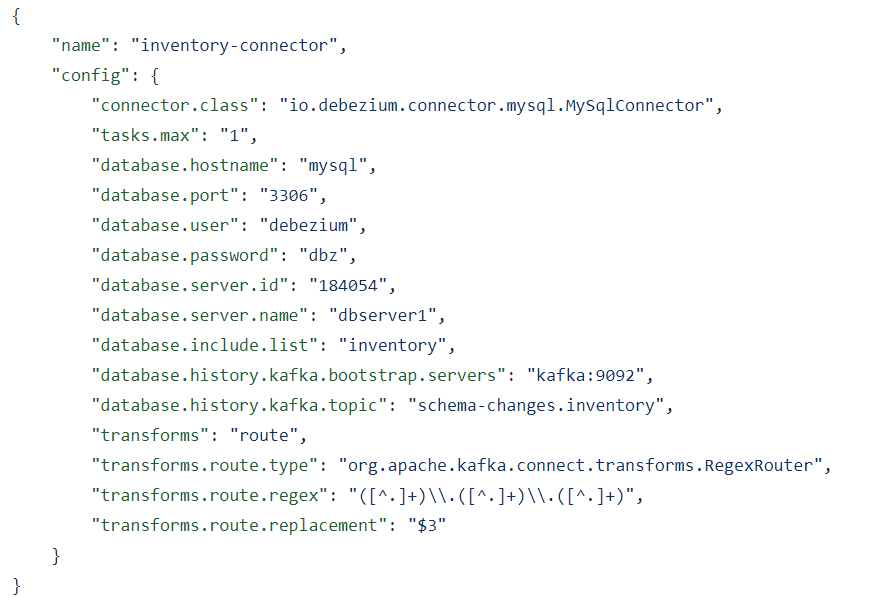 {
    "name": "inventory-connector",
    "config": {
        "connector.class": "io.debezium.connector.mysql.MySqlConnector",
        "tasks.max": "1",
        "database.hostname": "mysql",
        "database.port": "3306",
        "database.user": "debezium",
        "database.password": "dbz",
        "database.server.id": "184054",
        "database.server.name": "dbserver1",
        "database.include.list": "inventory",
        "database.history.kafka.bootstrap.servers": "kafka:9092",
        "database.history.kafka.topic": "schema-changes.inventory",
        "transforms": "route",
        "transforms.route.type": "org.apache.kafka.connect.transforms.RegexRouter",
        "transforms.route.regex": "([^.]+)\\.([^.]+)\\.([^.]+)",
        "transforms.route.replacement": "$3"
    }
}